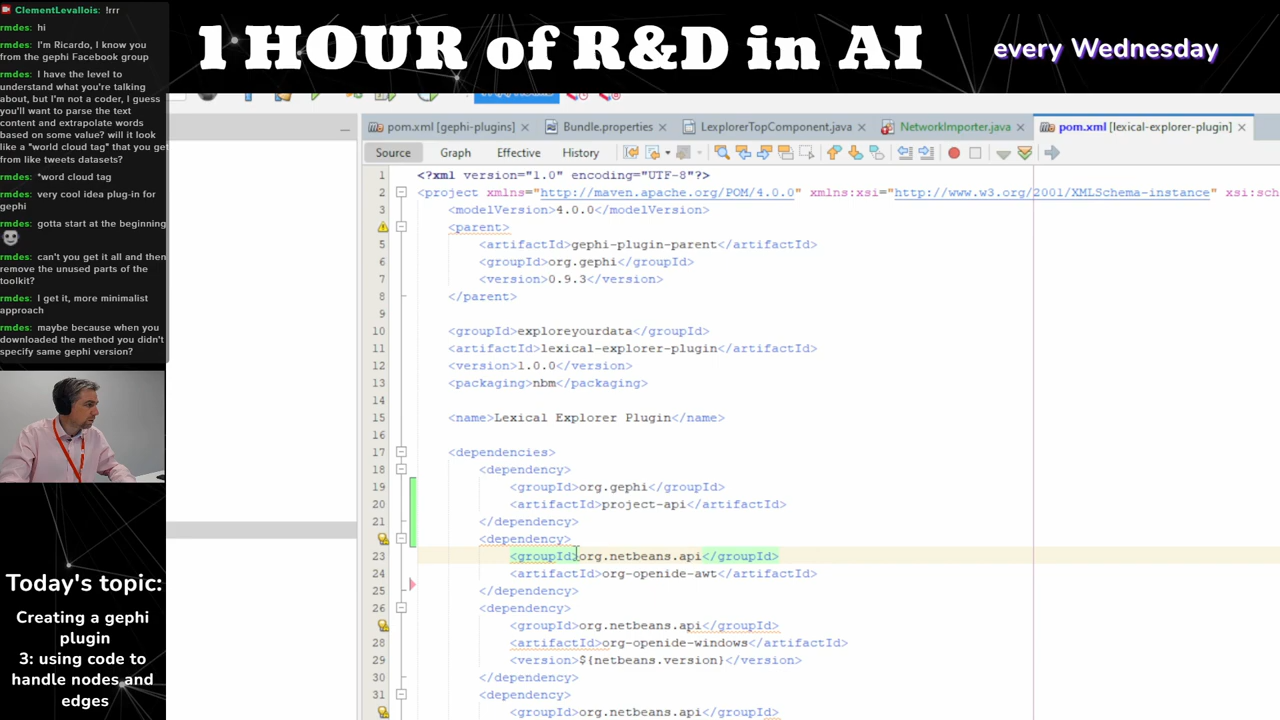 ClementLevallois: !rrr
rmdes: hi
rmdes: I'm Ricardo, I know you
from the gephi Facebook group
rmdes: I have the level to
understand what you're talking
about, but I'm not a coder, I guess
you'll want to parse the text
content and extrapolate words
based on some value? will it look
like a "world cloud tag" that you get
from like tweets datasets?
rmdes: *word cloud tag
rmdes: very cool idea plug-in for
gephi
rmdes: gotta start at the beginning
rmdes: can't you get it all and then
remove the unused parts of the
toolkit?
rmdes: I get it, more minimalist
approach
rmdes: maybe because when you
downloaded the method you didn't
specify same gephi version?
1 HOUR of R&D in AI
every Wednesday
pom.xml [gephi-plugins]
Bundle.properties
LexplorerTopComponent.java
NetworkImporter.java
pom.xml [lexical-explorer-plugin]
Source Graph Effective History
1 <?xml version="1.0" encoding="UTF-8"?>
2 <project xmlns="http://maven.apache.org/POM/4.0.0" xmlns:xsi="http://www.w3.org/2001/XMLSchema-instance" xsi:sch
3 <modelVersion>4.0.0</modelVersion>
<parent>
5 <artifactId>gephi-plugin-parent</artifactId>
6 <groupId>org.gephi</groupId>
7 <version>0.9.3</version>
8 </parent>
9
10 <groupId>exploreyourdata</groupId>
11 <artifactId>lexical-explorer-plugin</artifactId>
12 <version>1.0.0</version>
13 <packaging>nbm</packaging>
14
15 <name>Lexical Explorer Plugin</name>
16
17 <dependencies>
18 <dependency>
19 <groupId>org.gephi</groupId>
20 <artifactId>project-api</artifactId>
21 </dependency>
<dependency>
23 <groupId>org.netbeans.api</groupId>
24 <artifactId>org-openide-awt</artifactId>
25 </dependency>
26 <dependency>
<groupId>org.netbeans.api</groupId>
28 <artifactId>org-openide-windows</artifactId>
29 <version>${netbeans.version}</version>
30 </dependency>
31 <dependency>
<groupId>org.netbeans.api</groupId>
Today's topic:
Creating a gephi
plugin
3: using code to
handle nodes and
edges